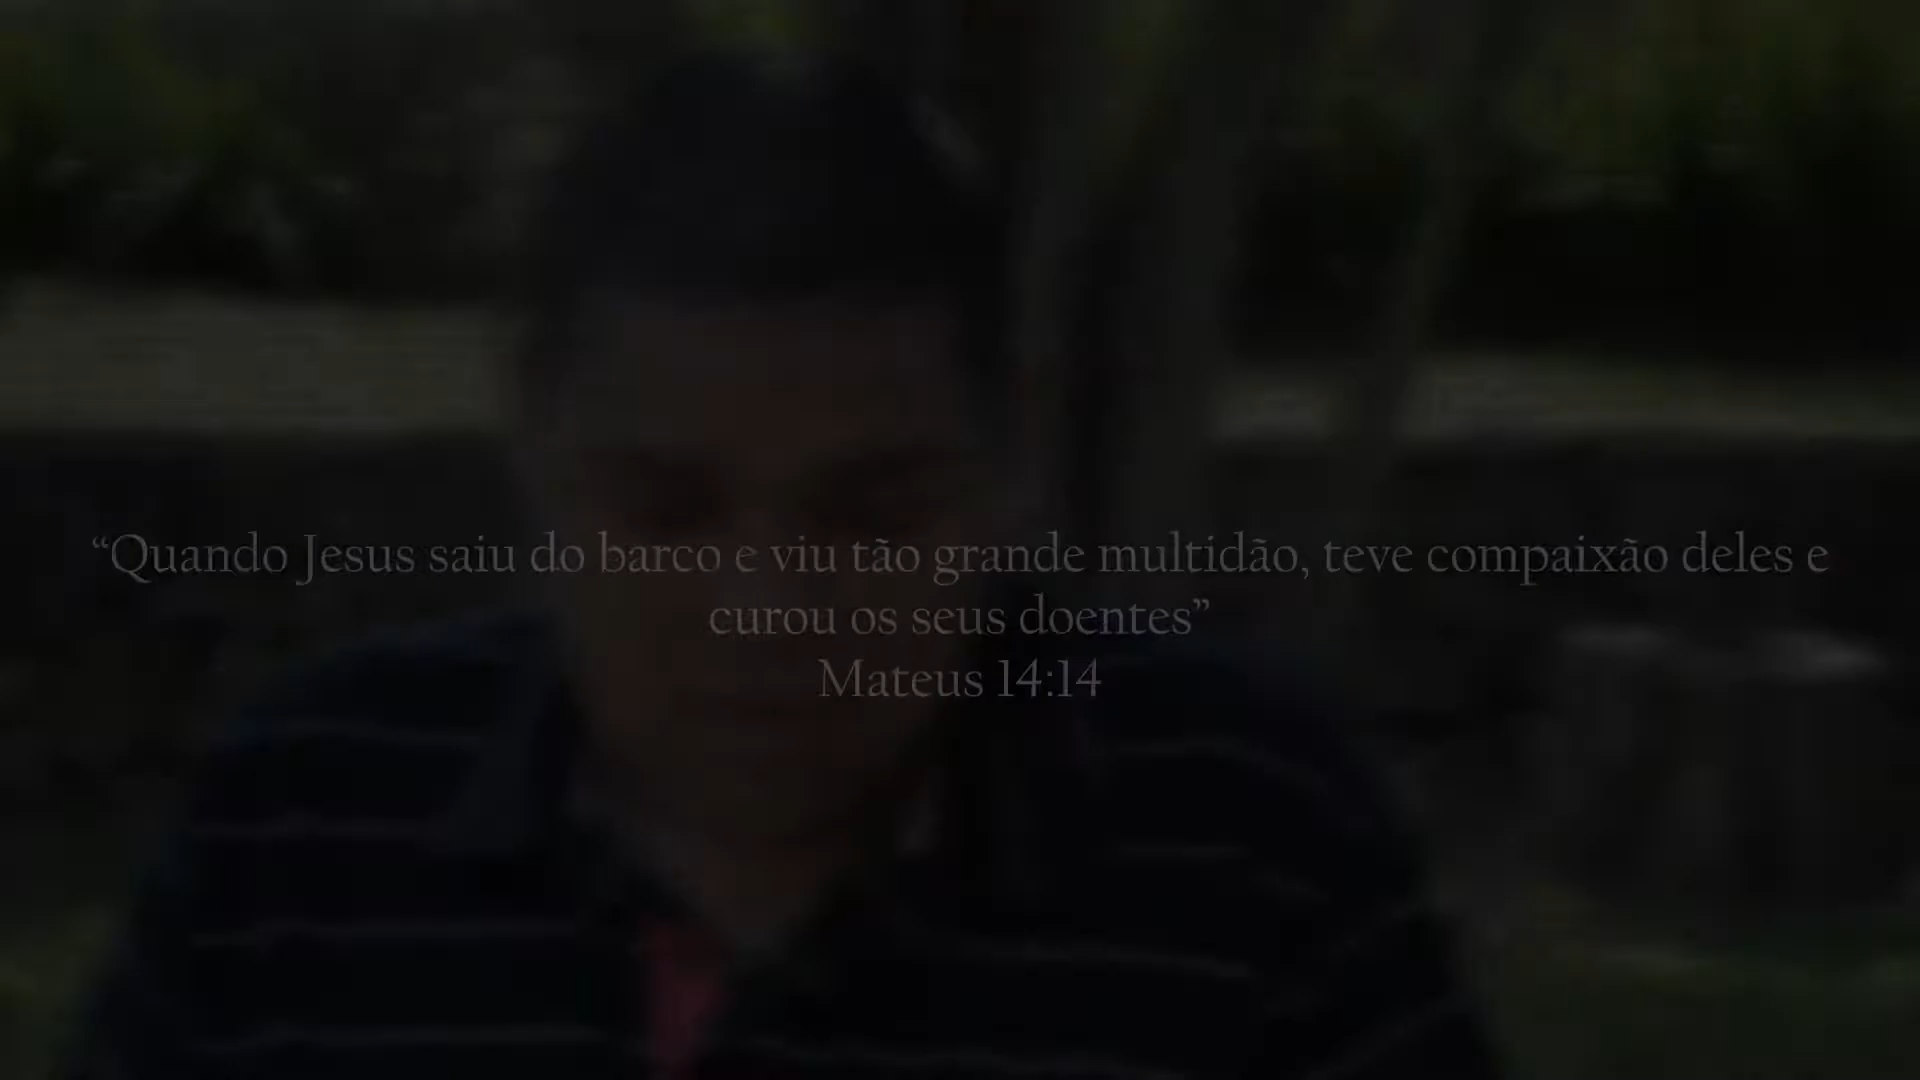 “Quando Jesus saiu do barco e viu tão grande multidão, teve compaixão deles e
curou os seus doentes”
Mateus 14:14